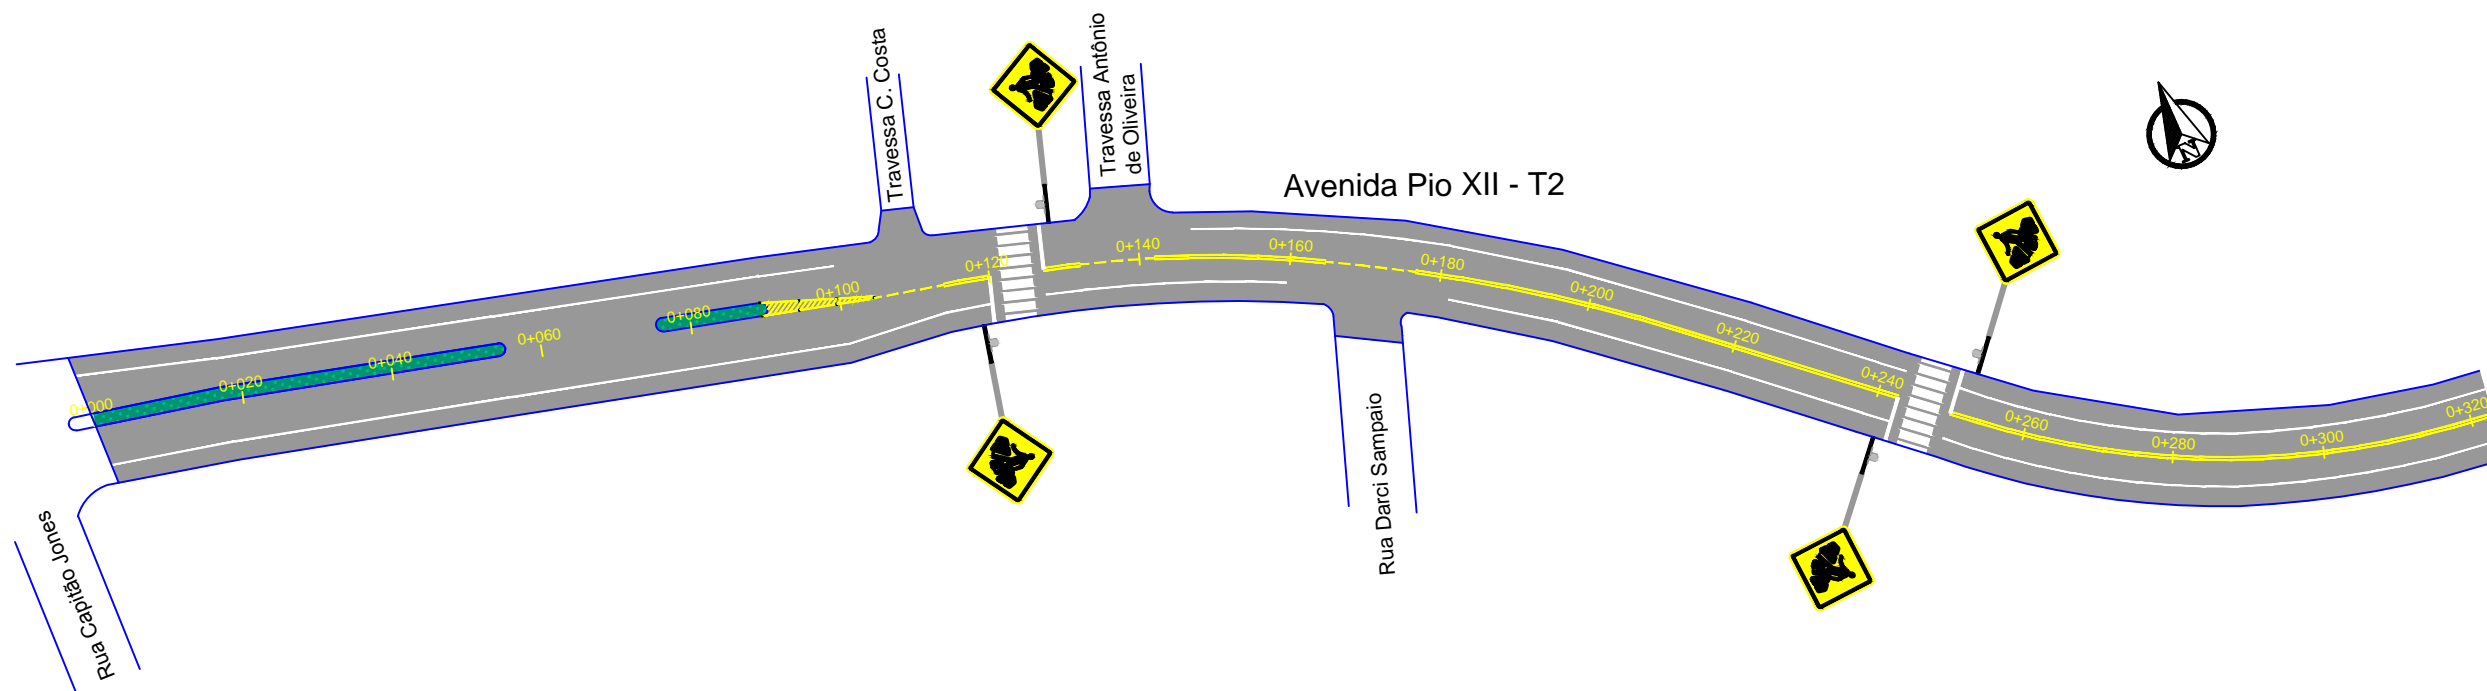 Travessa C. Costa
Travessa Antônio
de Oliveira
Avenida Pio XII - T2
N
0+000
0+020
0+040
0+060
0+080
0+100
0+120
0+140
0+160
0+180
0+200
0+220
0+240
0+260
0+280
0+300
0+320
Rua Capitão Jones
Rua Darci Sampaio